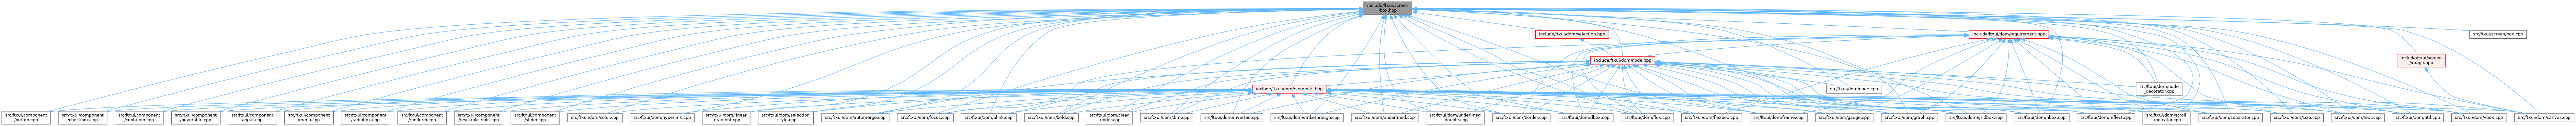 include/ftxui/screen
/box.hpp
include/ftxui/dom/selection.hpp
include/ftxui/dom/requirement.hpp
src/ftxui/screen/box.cpp
include/ftxui/dom/node.hpp
include/ftxui/screen
/image.hpp
include/ftxui/dom/elements.hpp
src/ftxui/dom/node.cpp
src/ftxui/dom/node
_decorator.cpp
src/ftxui/component
/button.cpp
src/ftxui/component
/checkbox.cpp
src/ftxui/component
/container.cpp
src/ftxui/component
/hoverable.cpp
src/ftxui/component
/input.cpp
src/ftxui/component
/menu.cpp
src/ftxui/component
/radiobox.cpp
src/ftxui/component
/renderer.cpp
src/ftxui/component
/resizable_split.cpp
src/ftxui/component
/slider.cpp
src/ftxui/dom/color.cpp
src/ftxui/dom/hyperlink.cpp
src/ftxui/dom/linear
_gradient.cpp
src/ftxui/dom/selection
_style.cpp
src/ftxui/dom/automerge.cpp
src/ftxui/dom/focus.cpp
src/ftxui/dom/blink.cpp
src/ftxui/dom/bold.cpp
src/ftxui/dom/clear
_under.cpp
src/ftxui/dom/dim.cpp
src/ftxui/dom/inverted.cpp
src/ftxui/dom/strikethrough.cpp
src/ftxui/dom/underlined.cpp
src/ftxui/dom/underlined
_double.cpp
src/ftxui/dom/border.cpp
src/ftxui/dom/dbox.cpp
src/ftxui/dom/flex.cpp
src/ftxui/dom/flexbox.cpp
src/ftxui/dom/frame.cpp
src/ftxui/dom/gauge.cpp
src/ftxui/dom/graph.cpp
src/ftxui/dom/gridbox.cpp
src/ftxui/dom/hbox.cpp
src/ftxui/dom/reflect.cpp
src/ftxui/dom/scroll
_indicator.cpp
src/ftxui/dom/separator.cpp
src/ftxui/dom/size.cpp
src/ftxui/dom/text.cpp
src/ftxui/dom/util.cpp
src/ftxui/dom/vbox.cpp
src/ftxui/dom/canvas.cpp